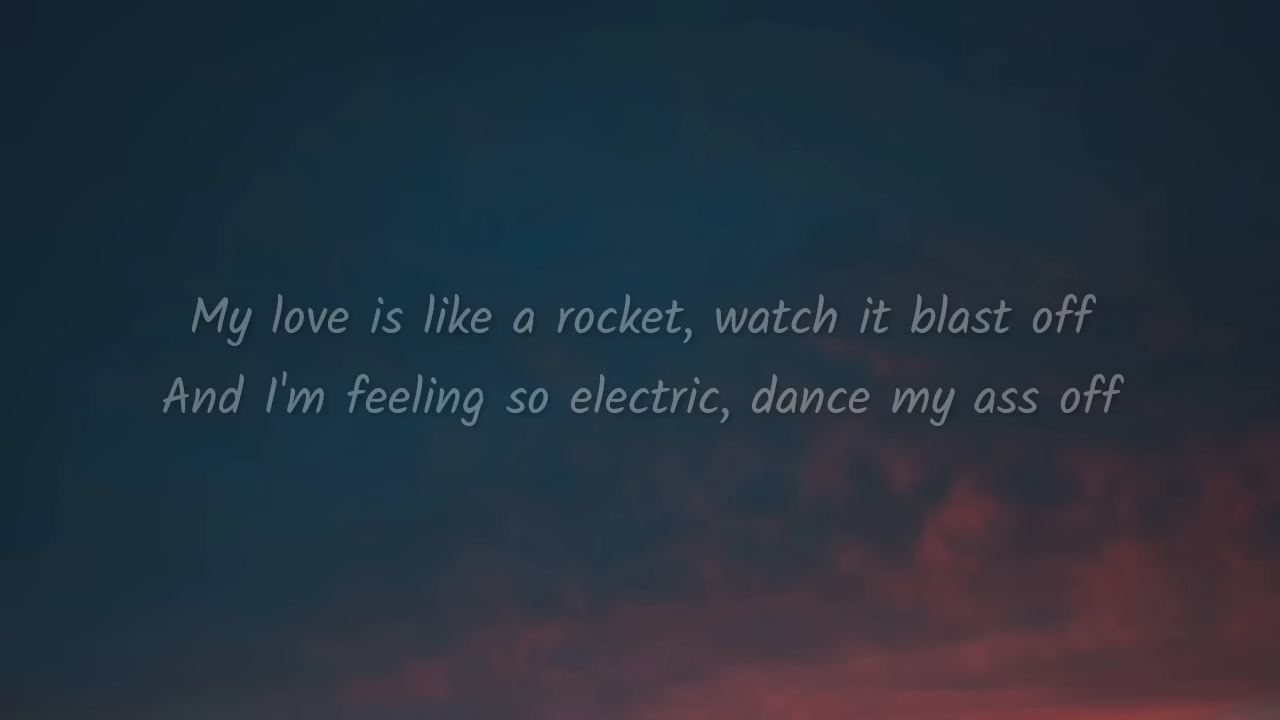 My love is like a rocket, watch it blast off
And I'm feeling so electric, dance my ass off